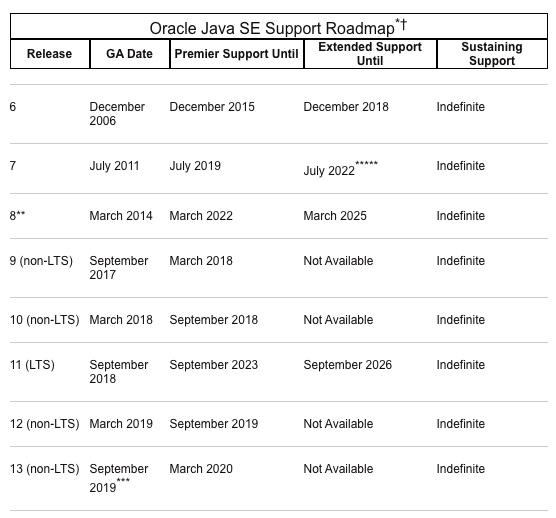 Oracle Java SE Support Roadmap*†
Release GA Date Premier Support Until Extended Support Until Sustaining Support
6 December 2006 December 2015 December 2018 Indefinite
7 July 2011 July 2019 July 2022***** Indefinite
8** March 2014 March 2022 March 2025 Indefinite
9 (non-LTS) September 2017 March 2018 Not Available Indefinite
10 (non-LTS) March 2018 September 2018 Not Available Indefinite
11 (LTS) September 2018 September 2023 September 2026 Indefinite
12 (non-LTS) March 2019 September 2019 Not Available Indefinite
13 (non-LTS) September 2019*** March 2020 Not Available Indefinite